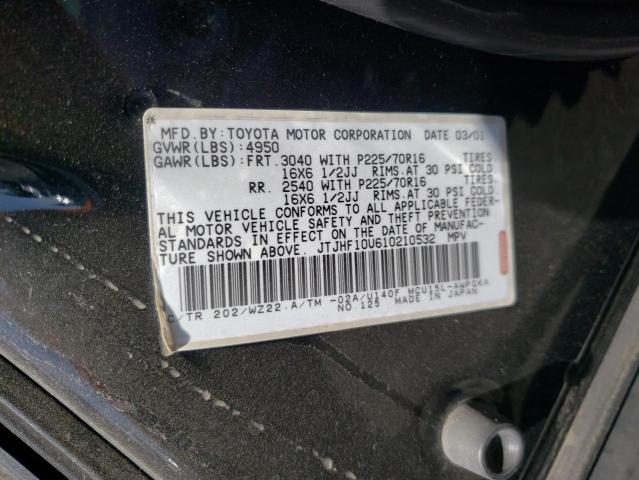 MFD.BY:TOYOTA MOTOR CORPORATION DATE 03/01
GVWR(LBS):4950
GAWR(LBS):FRT.3040 WITH P225/70R16 TIRES
16X6 1/2JJ RIMS.AT 30 PSI COLD
RR. 2540 WITH P225/70R16 TIRES
16X6 1/2JJ RIMS.AT 30 PSI COLD
THIS VEHICLE CONFORMS TO ALL APPLICABLE FEDER-
AL MOTOR VEHICLE SAFETY AND THEFT PREVENTION
STANDARDS IN EFFECT ON THE DATE OF MANUFAC-
TURE SHOWN ABOVE. JTJHF10U610210532 MPV
C/TR 202/WZ22.A/TM -02A/U140F MCU15L-AWPGKA
NO.125 MADE IN JAPAN